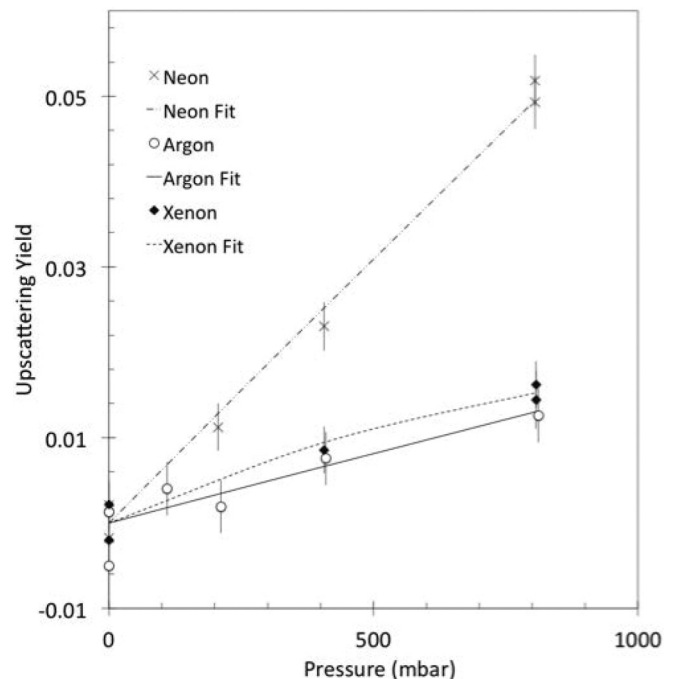 Neon
Neon Fit
Argon
Argon Fit
Xenon
Xenon Fit
0.05
0.03
0.01
-0.01
Upscattering Yield
0
500
1000
Pressure (mbar)